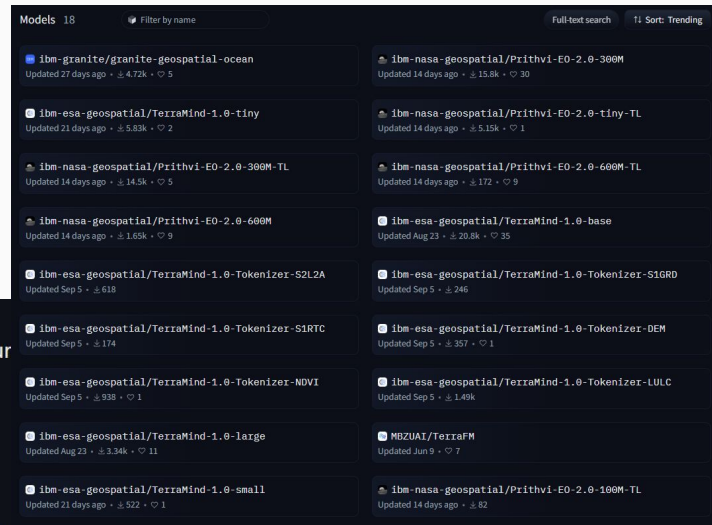 Models 18
Filter by name
Full-text search
Sort: Trending
ibm-granite/granite-geospatial-ocean
Updated 27 days ago • 4.72k • 5
ibm-nasa-geospatial/Prithvi-EO-2.0-300M
Updated 14 days ago • 15.8k • 30
ibm-esa-geospatial/TerraMind-1.0-tiny
Updated 21 days ago • 5.83k • 2
ibm-nasa-geospatial/Prithvi-EO-2.0-tiny-TL
Updated 14 days ago • 5.15k • 1
ibm-nasa-geospatial/Prithvi-EO-2.0-300M-TL
Updated 14 days ago • 14.5k • 5
ibm-nasa-geospatial/Prithvi-EO-2.0-600M-TL
Updated 14 days ago • 172 • 9
ibm-nasa-geospatial/Prithvi-EO-2.0-600M
Updated 14 days ago • 1.65k • 9
ibm-esa-geospatial/TerraMind-1.0-base
Updated Aug 23 • 20.8k • 35
ibm-esa-geospatial/TerraMind-1.0-Tokenizer-S2L2A
Updated Sep 5 • 618
ibm-esa-geospatial/TerraMind-1.0-Tokenizer-S1GRD
Updated Sep 5 • 246
ibm-esa-geospatial/TerraMind-1.0-Tokenizer-S1RTC
Updated Sep 5 • 174
ibm-esa-geospatial/TerraMind-1.0-Tokenizer-DEM
Updated Sep 5 • 357 • 1
ibm-esa-geospatial/TerraMind-1.0-Tokenizer-NDVI
Updated Sep 5 • 938 • 1
ibm-esa-geospatial/TerraMind-1.0-Tokenizer-LULC
Updated Sep 5 • 1.49k
ibm-esa-geospatial/TerraMind-1.0-large
Updated Aug 23 • 3.34k • 11
MBZUAI/TerraFM
Updated Jun 9 • 7
ibm-esa-geospatial/TerraMind-1.0-small
Updated 21 days ago • 522 • 1
ibm-nasa-geospatial/Prithvi-EO-2.0-100M-TL
Updated 14 days ago • 82